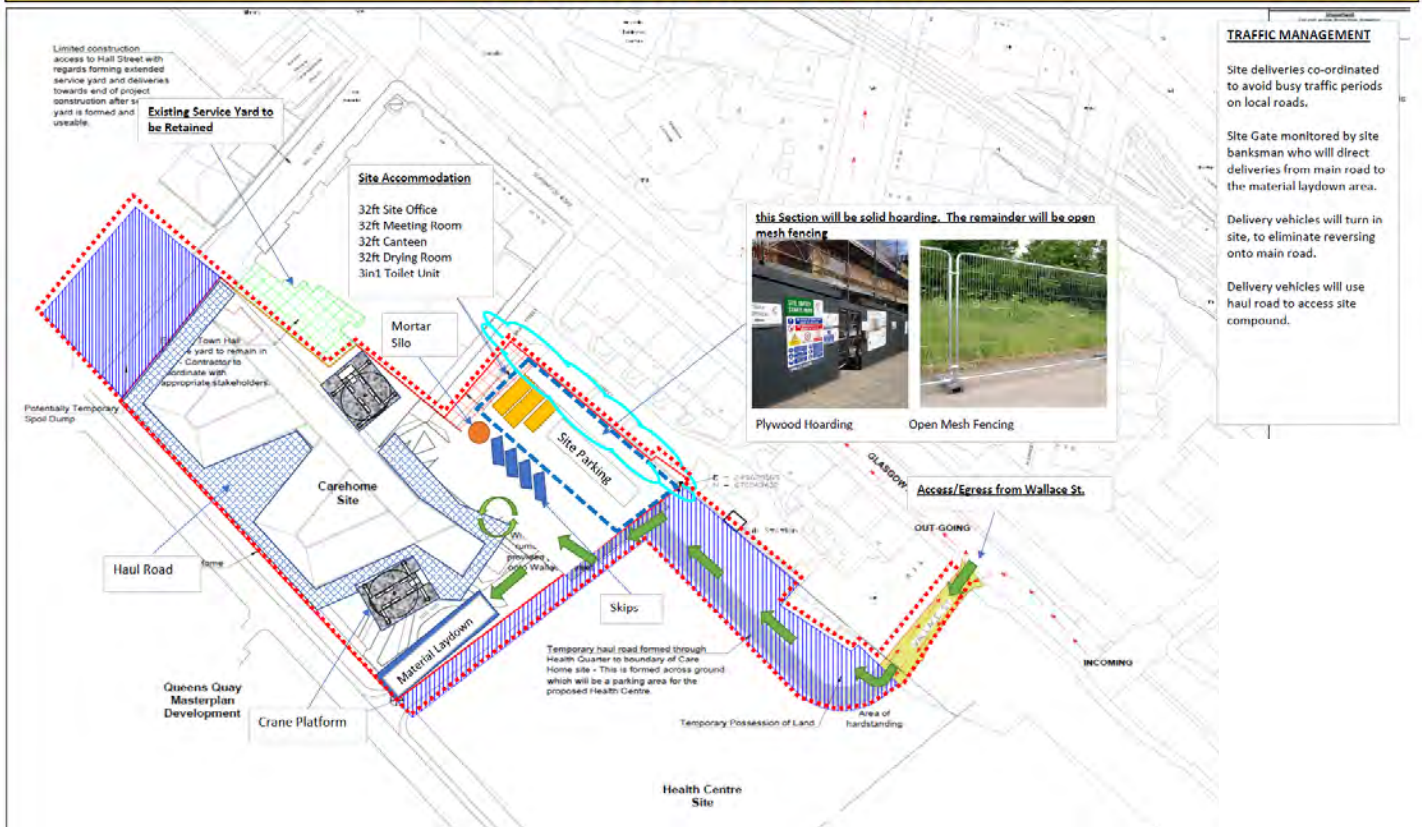 Limited construction
access to Hall Street with
regards forming extended
service yard and deliveries
towards end of project
construction after
yard is formed and
useable.
Existing Service Yard to
be Retained
Site Accommodation
32ft Site Office
32ft Meeting Room
32ft Canteen
32ft Drying Room
3in1 Toilet Unit
Mortar
Silo
this Section will be solid hoarding. The remainder will be open
mesh fencing
Plywood Hoarding
Open Mesh Fencing
TRAFFIC MANAGEMENT
Site deliveries co-ordinated
to avoid busy traffic periods
on local roads.
Site Gate monitored by site
banksman who will direct
deliveries from main road to
the material laydown area.
Delivery vehicles will turn in
site, to eliminate reversing
onto main road.
Delivery vehicles will use
haul road to access site
compound.
Town Hall
yard to remain in
Contractor to
appropriate stakeholders.
Potentially Temporary
Spoil Dump
Site Parking
Carehome
Site
Haul Road
Skips
Material Laydown
Crane Platform
Queens Quay
Masterplan
Development
Temporary haul road formed through
Health Quarter to boundary of Care
Home site - This is formed across ground
which will be a parking area for the
proposed Health Centre.
Temporary Possession of Land
Area of
hardstanding
GLASGOW
Access/Egress from Wallace St.
OUT-GOING
INCOMING
Health Centre
Site